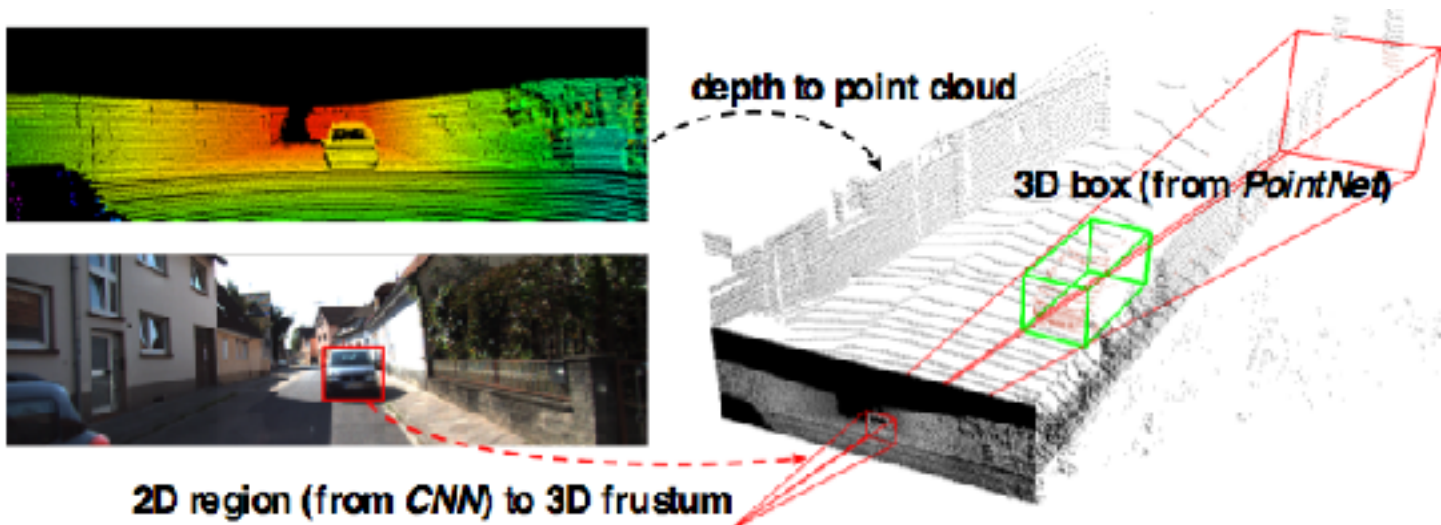 depth to point cloud
3D box (from PointNet)
2D region (from CNN) to 3D frustum